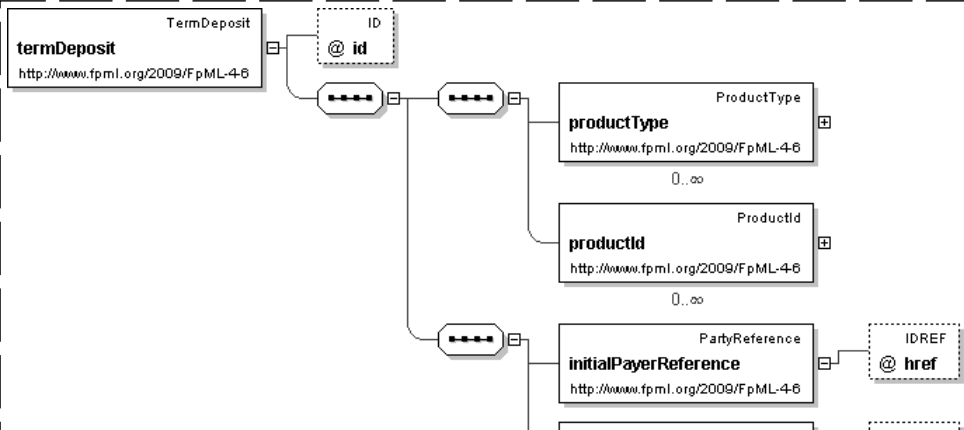 TermDeposit
termDeposit
http://www.fpml.org/2009/FpML-4-6
ID
@ id
ProductType
productType
http://www.fpml.org/2009/FpML-4-6
0..∞
ProductId
productId
http://www.fpml.org/2009/FpML-4-6
0..∞
PartyReference
initialPayerReference
http://www.fpml.org/2009/FpML-4-6
IDREF
@ href